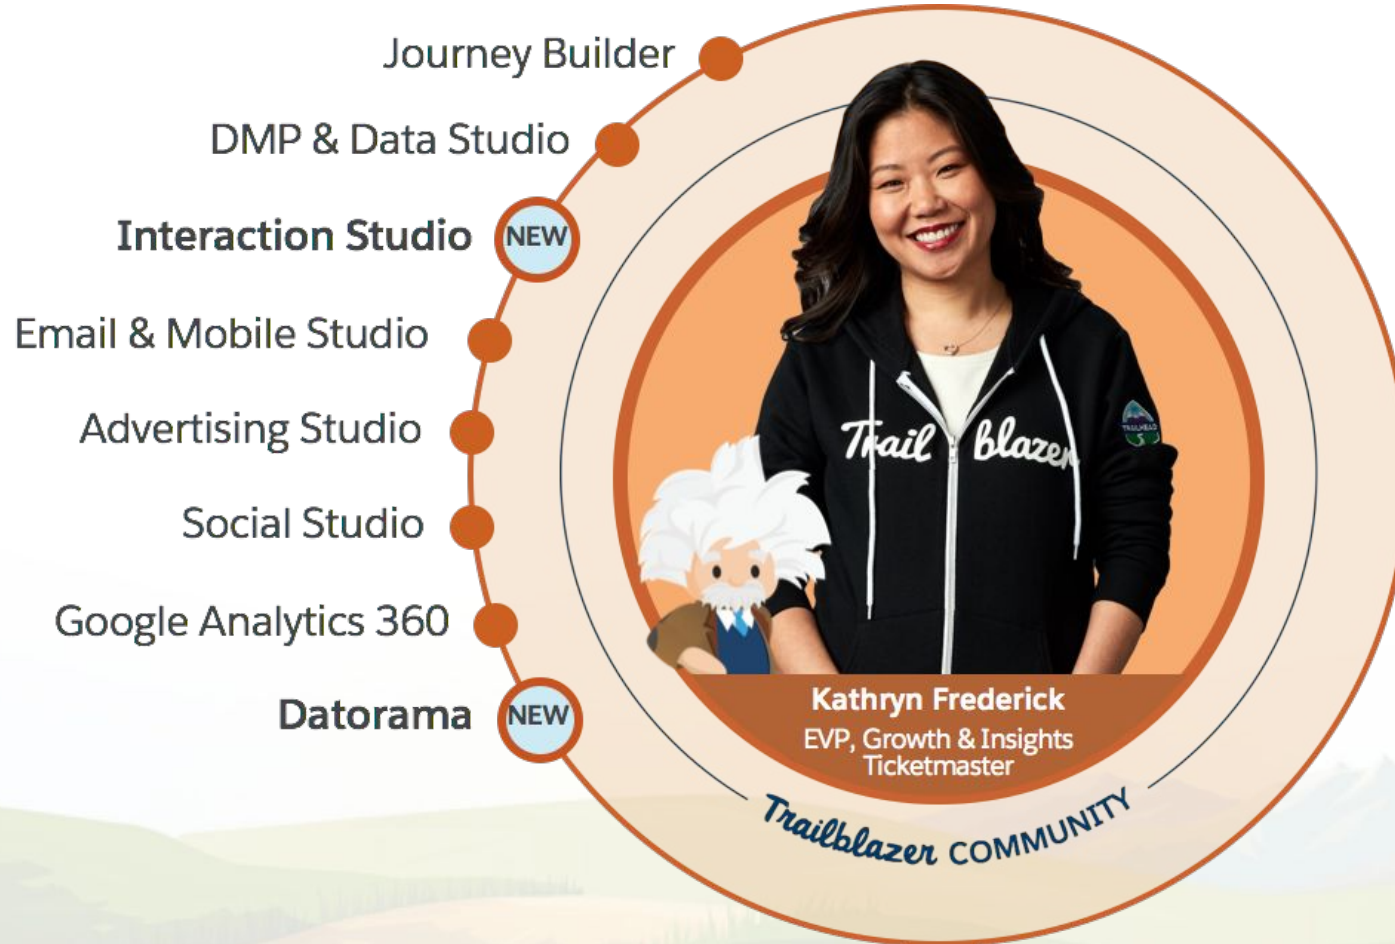 Journey Builder
DMP & Data Studio
Interaction Studio
NEW
Email & Mobile Studio
Advertising Studio
Social Studio
Google Analytics 360
Datorama
NEW
Trail blazer
TRAILHEAD
Kathryn Frederick
EVP, Growth & Insights
Ticketmaster
Trailblazer COMMUNITY